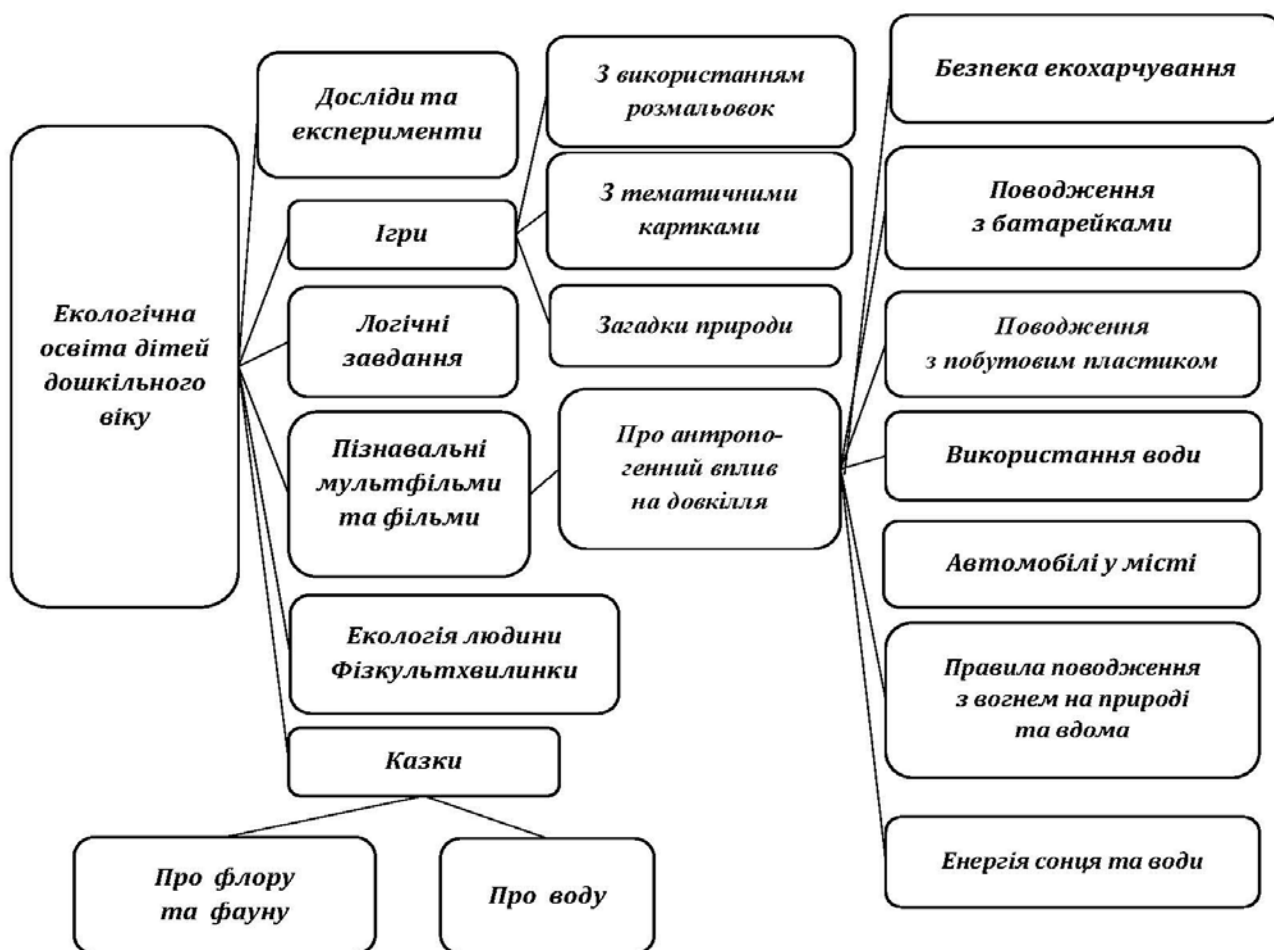 Екологічна
освіта дітей
дошкільного
віку
Досліди та
експерименти
Ігри
Логічні
завдання
Пізнавальні
мультфільми
та фільми
Екологія людини
Фізкультхвилинки
Казки
Про флору
та фауну
Про воду
З використанням
розмальовок
З тематичними
картками
Загадки природи
Про антропо-
генний вплив
на довкілля
Безпека екохарчування
Поводження
з батарейками
Поводження
з побутовим пластиком
Використання води
Автомобілі у місті
Правила поводження
з вогнем на природі
та вдома
Енергія сонця та води